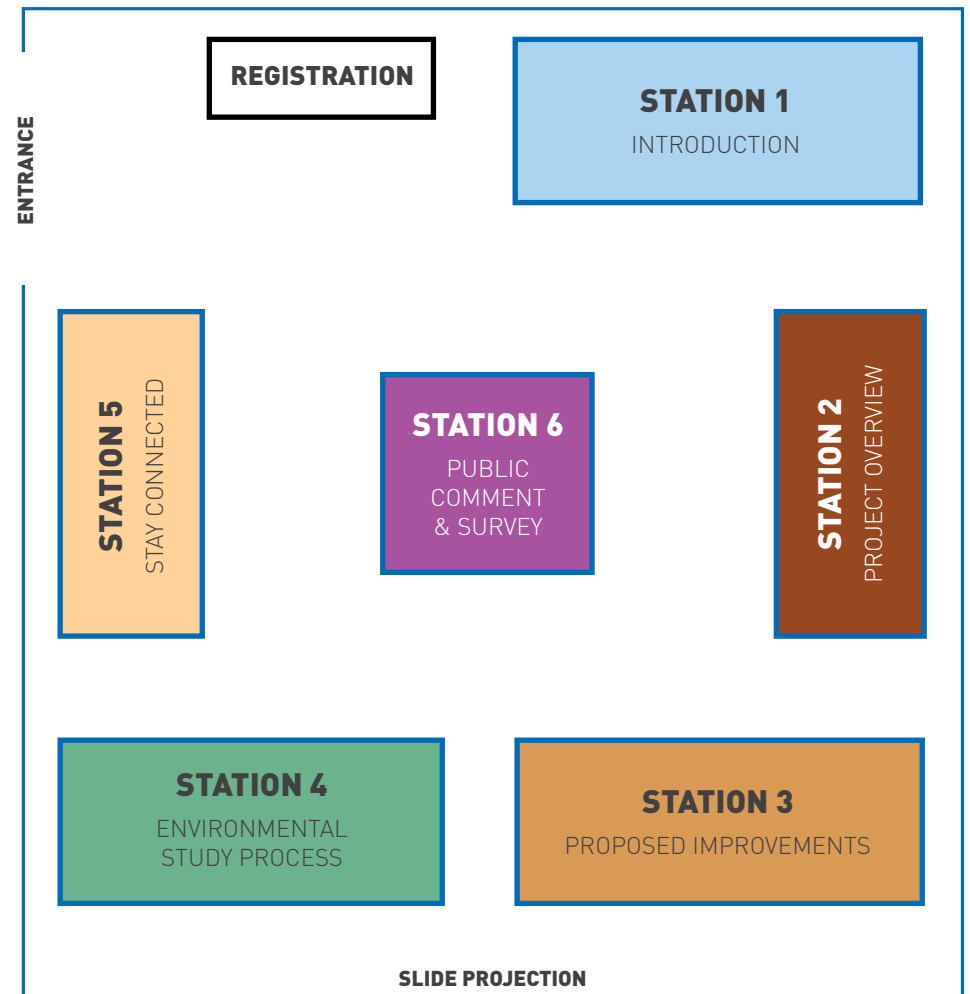 ENTRANCE
REGISTRATION
STATION 1
INTRODUCTION
STATION 2
PROJECT OVERVIEW
STATION 3
PROPOSED IMPROVEMENTS
STATION 4
ENVIRONMENTAL
STUDY PROCESS
STATION 5
STAY CONNECTED
STATION 6
PUBLIC
COMMENT
& SURVEY
SLIDE PROJECTION